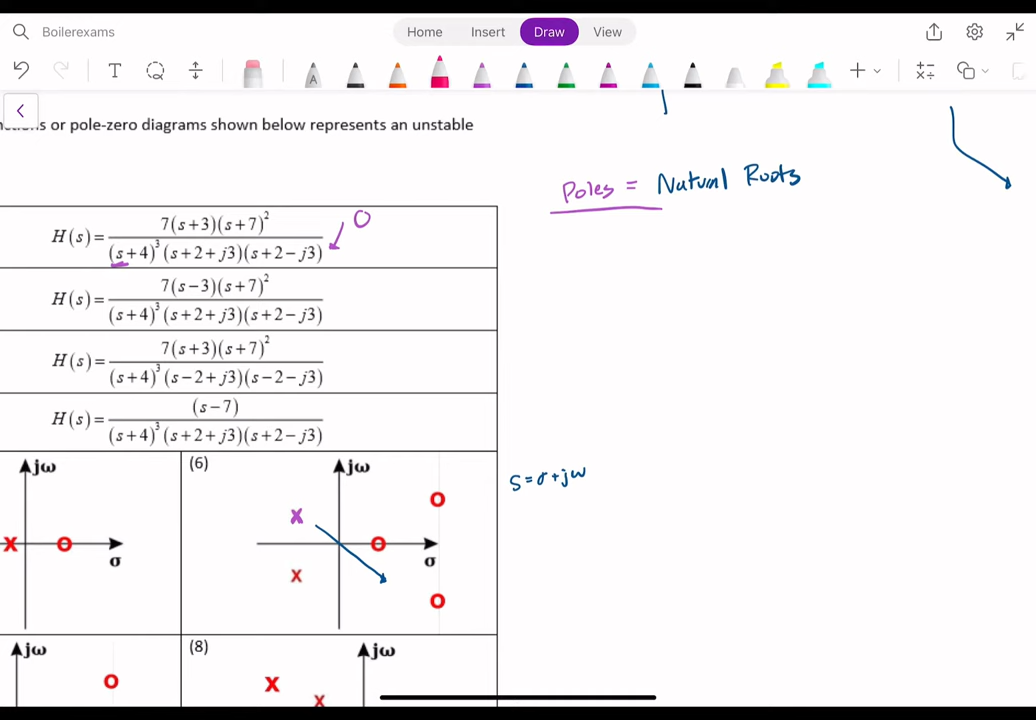 Boilerexams
Home Insert Draw View
s or pole-zero diagrams shown below represents an unstable
Poles = Natural Roots
H(s)= 7(s+3)(s+7)² / (s+4)³(s+2+j3)(s+2−j3)
0
H(s)= 7(s−3)(s+7)² / (s+4)³(s+2+j3)(s+2−j3)
H(s)= 7(s+3)(s+7)² / (s+4)³(s−2+j3)(s−2−j3)
H(s)= (s−7) / (s+4)³(s+2+j3)(s+2−j3)
jω (6) jω
S=σ+jω
X O X O O
σ X σ
O
jω (8) jω
O X
X